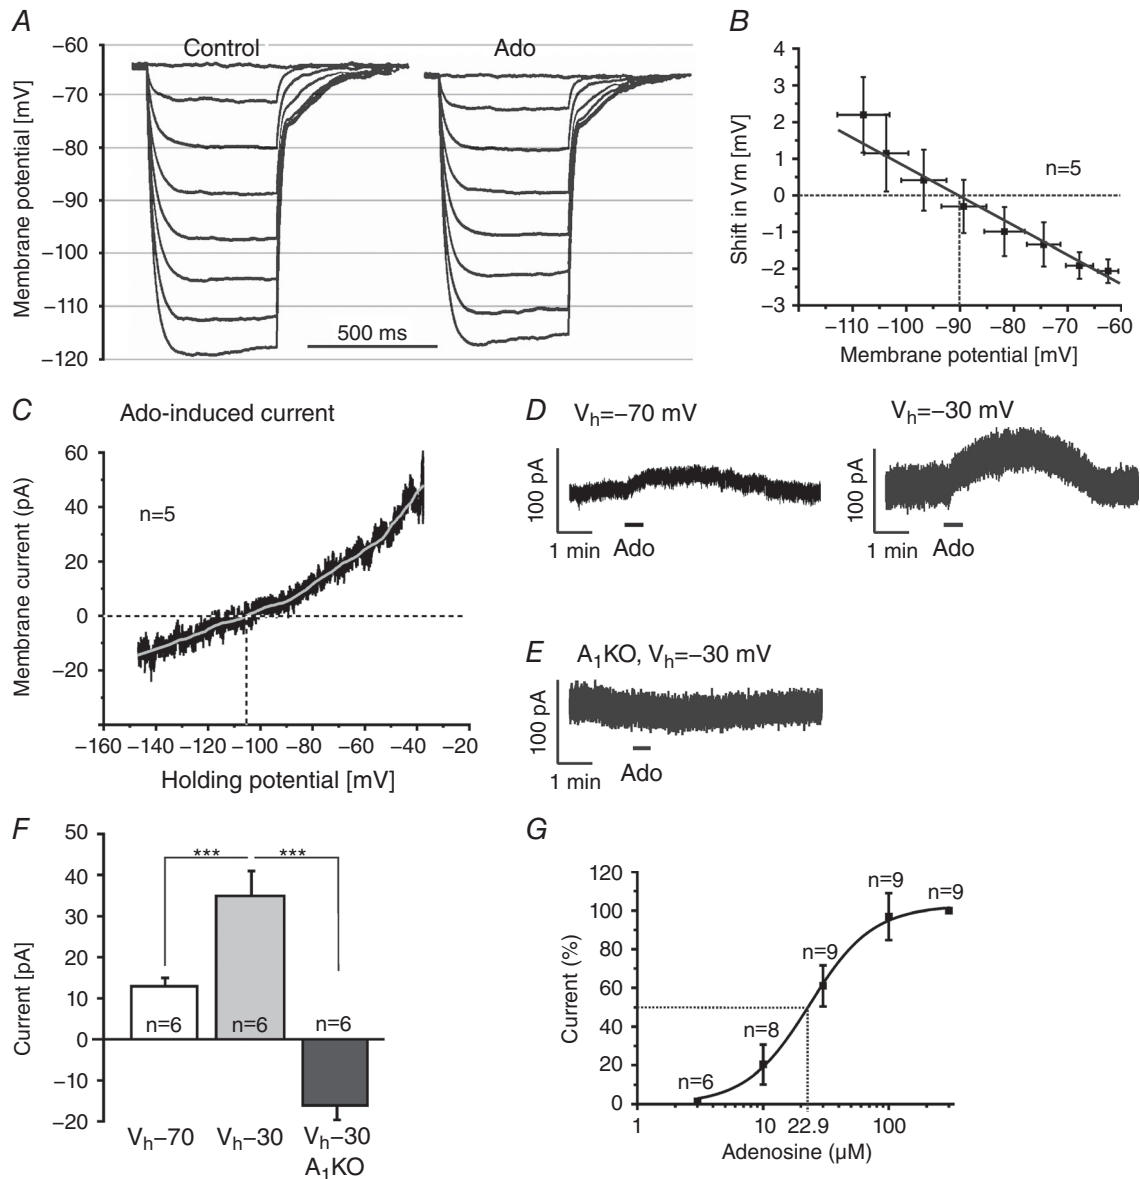 A
Control
Ado
Membrane potential [mV]
−60
−70
−80
−90
−100
−110
−120
500 ms
B
Shift in Vm [mV]
4
3
2
1
0
−1
−2
−3
n=5
−110 −100 −90 −80 −70 −60
Membrane potential [mV]
C
Ado-induced current
Membrane current (pA)
60
40
20
0
−20
n=5
−160 −140 −120 −100 −80 −60 −40 −20
Holding potential [mV]
D
Vh=−70 mV
100 pA
1 min
Ado
Vh=−30 mV
100 pA
1 min
Ado
E
A1KO, Vh=−30 mV
100 pA
1 min
Ado
F
Current [pA]
50
40
30
20
10
0
−10
−20
*** ***
n=6 n=6 n=6
Vh−70 Vh−30 Vh−30
A1KO
G
Current (%)
120
100
80
60
40
20
0
n=6
n=8
n=9
n=9
n=9
1 10 22.9 100
Adenosine (µM)